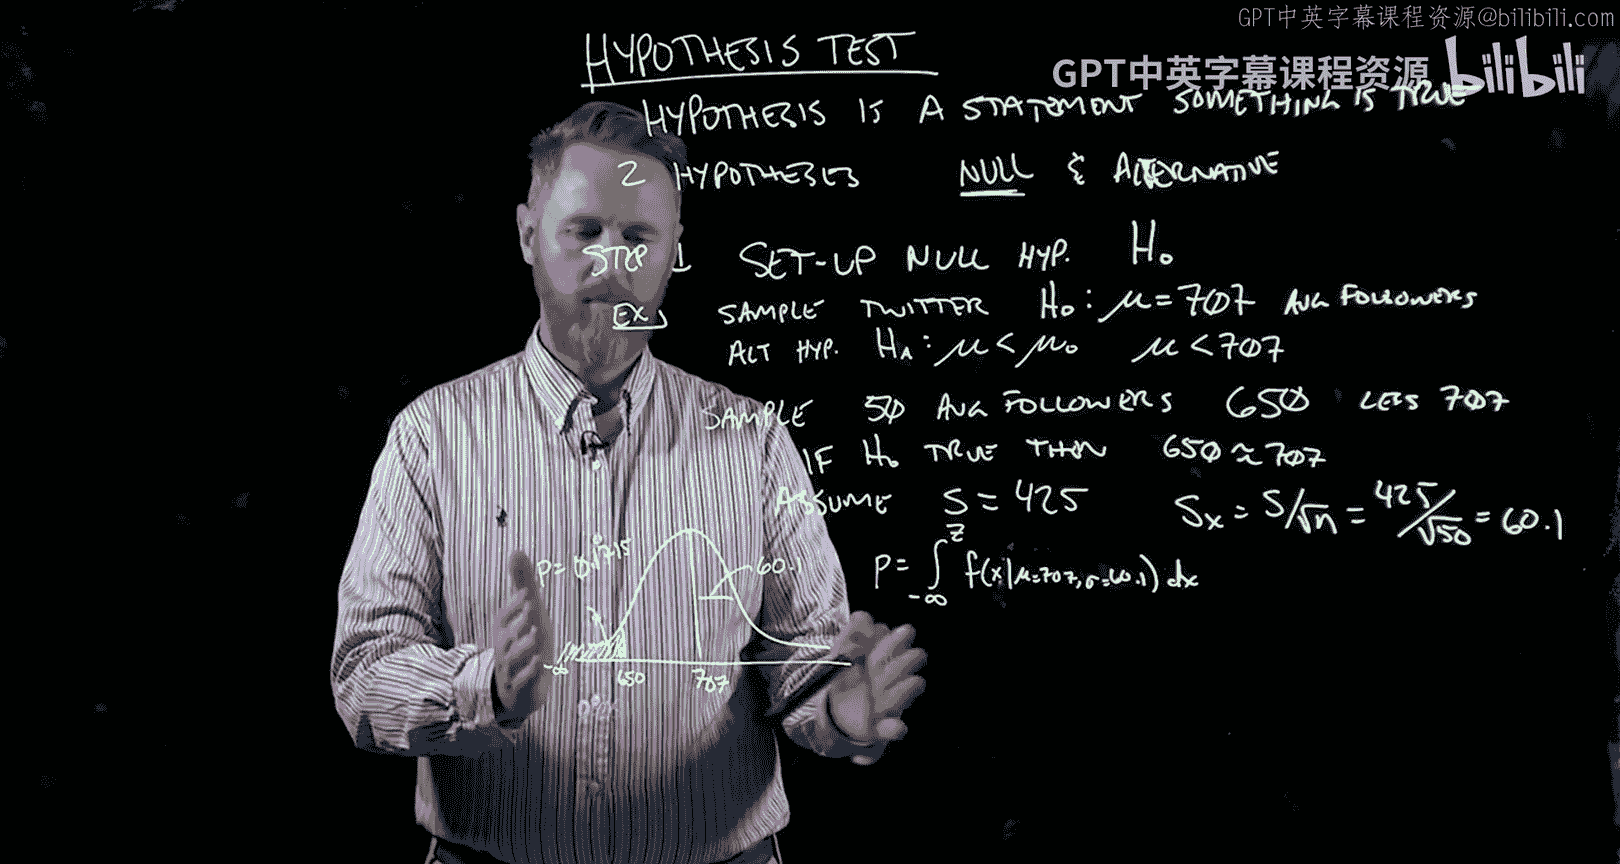 GPT中英字幕课程资源@bilibili.com
GPT中英字幕课程资源 bilibili
HYPOTHESIS TEST
HYPOTHESIS IS A STATEMENT SOMETHING IS TRUE
2 HYPOTHESES NULL & ALTERNATIVE
STEP 1 SET-UP NULL HYP. H₀
EX SAMPLE TWITTER H₀: μ = 707 AVG FOLLOWERS
ALT HYP. Hₐ: μ < μ₀ μ < 707
SAMPLE 50 AVG FOLLOWERS 650 LESS 707
IF H₀ TRUE THEN 650 ≈ 707
ASSUME S = 425 Sx = S/√n = 425/√50 = 60.1
P = ∫ -∞ z f(x|μ=707, σ=60.1) dx
P = 0.1715
60.1
-∞ 650 707